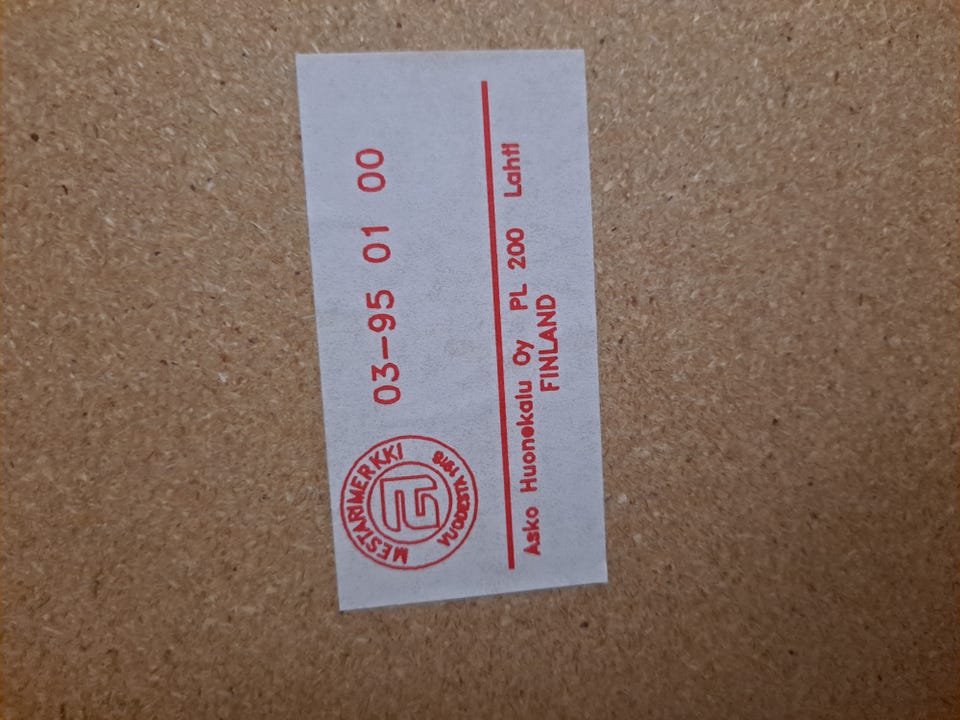 MESTARIMERKKI
VUODESTA 1918
03-95 01 00
Asko Huonekalu Oy PL 200 Lahti
FINLAND